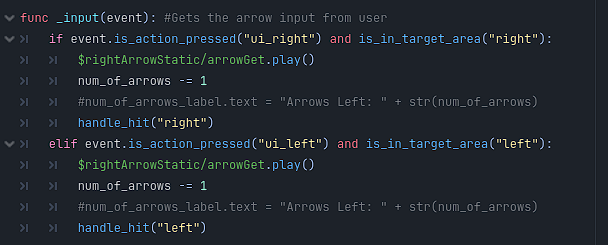 func _input(event): #Gets the arrow input from user
if event.is_action_pressed("ui_right") and is_in_target_area("right"):
$rightArrowStatic/arrowGet.play()
num_of_arrows -= 1
#num_of_arrows_label.text = "Arrows Left: " + str(num_of_arrows)
handle_hit("right")
elif event.is_action_pressed("ui_left") and is_in_target_area("left"):
$rightArrowStatic/arrowGet.play()
num_of_arrows -= 1
#num_of_arrows_label.text = "Arrows Left: " + str(num_of_arrows)
handle_hit("left")